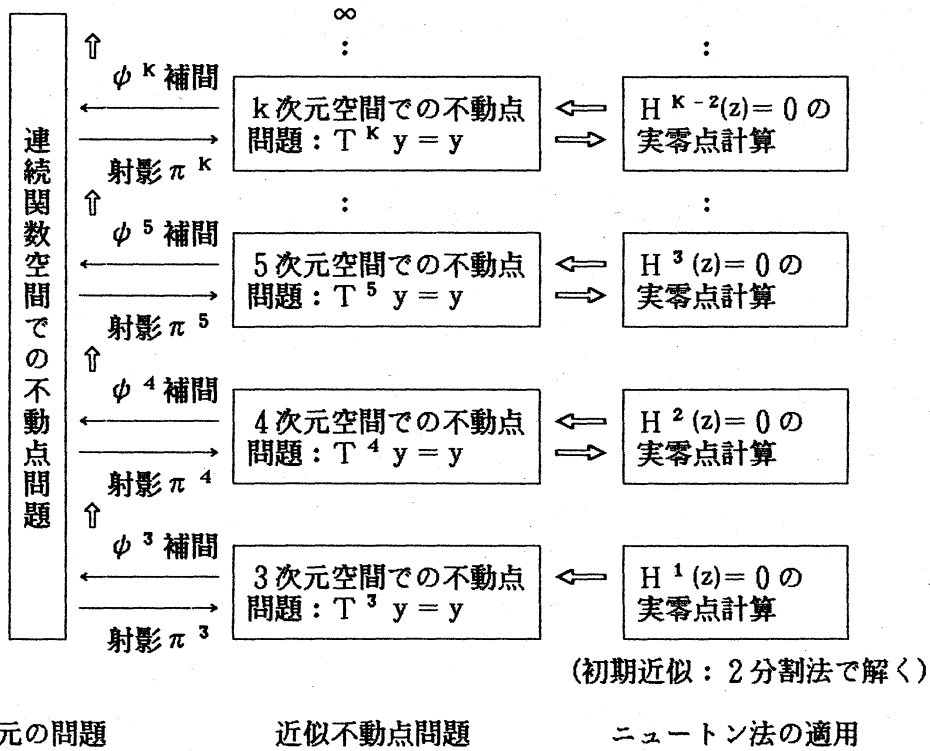 ∞
⇑ : :
ψ^K 補間
k次元空間での不動点 ⇐ H^{K-2}(z)=0 の
問題：T^K y = y ⇒ 実零点計算
射影π^K
⇑ : :
ψ^5 補間
5次元空間での不動点 ⇐ H^3(z)=0 の
問題：T^5 y = y ⇒ 実零点計算
射影π^5
⇑
ψ^4 補間
4次元空間での不動点 ⇐ H^2(z)=0 の
問題：T^4 y = y ⇒ 実零点計算
射影π^4
⇑
ψ^3 補間
3次元空間での不動点 ⇐ H^1(z)=0 の
問題：T^3 y = y 実零点計算
射影π^3
連続関数空間での不動点問題
(初期近似：2分割法で解く)
元の問題 近似不動点問題 ニュートン法の適用